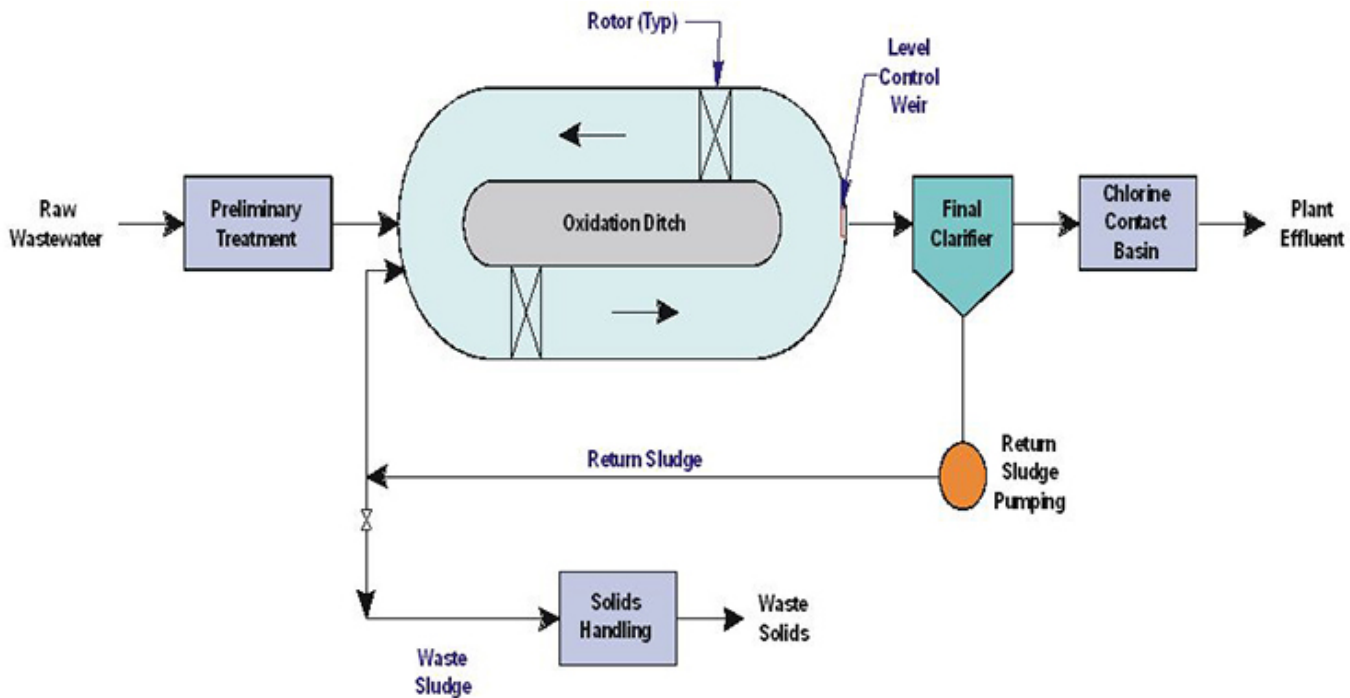 Rotor (Typ)
Level
Control
Weir
Raw
Wastewater
Preliminary
Treatment
Oxidation Ditch
Final
Clarifier
Chlorine
Contact
Basin
Plant
Effluent
Return Sludge
Return
Sludge
Pumping
Solids
Handling
Waste
Solids
Waste
Sludge